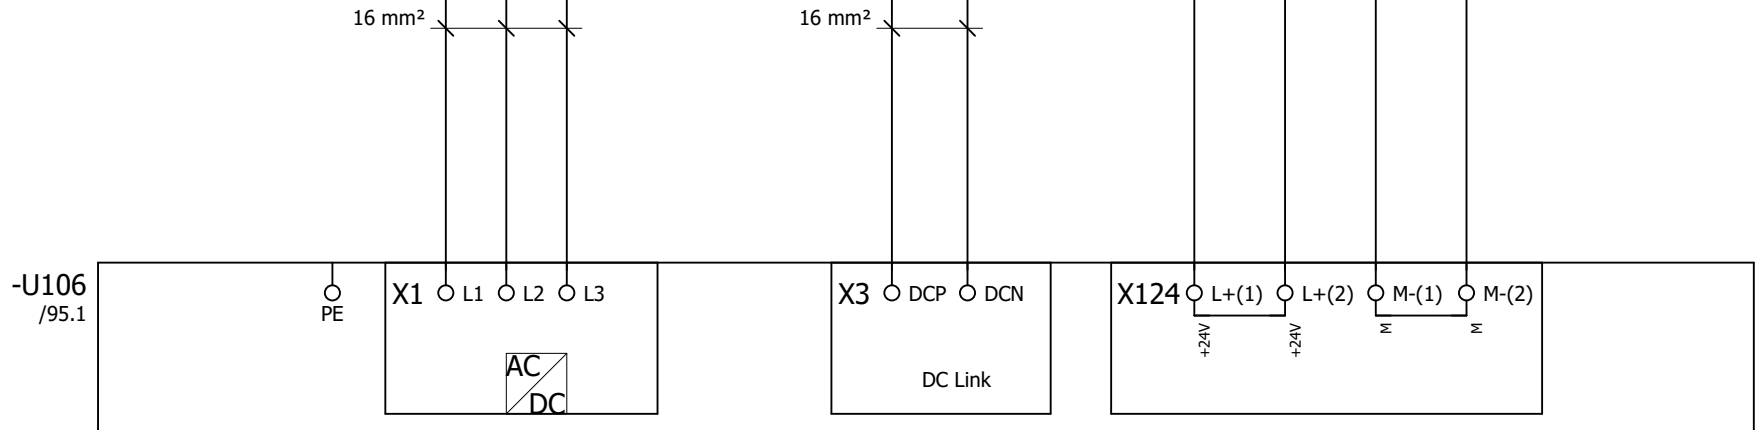 16 mm²
16 mm²
-U106
/95.1
PE
X1 L1 L2 L3
X3 DCP DCN
X124 L+(1) L+(2) M-(1) M-(2)
+24V
+24V
M
M
AC
DC
DC Link